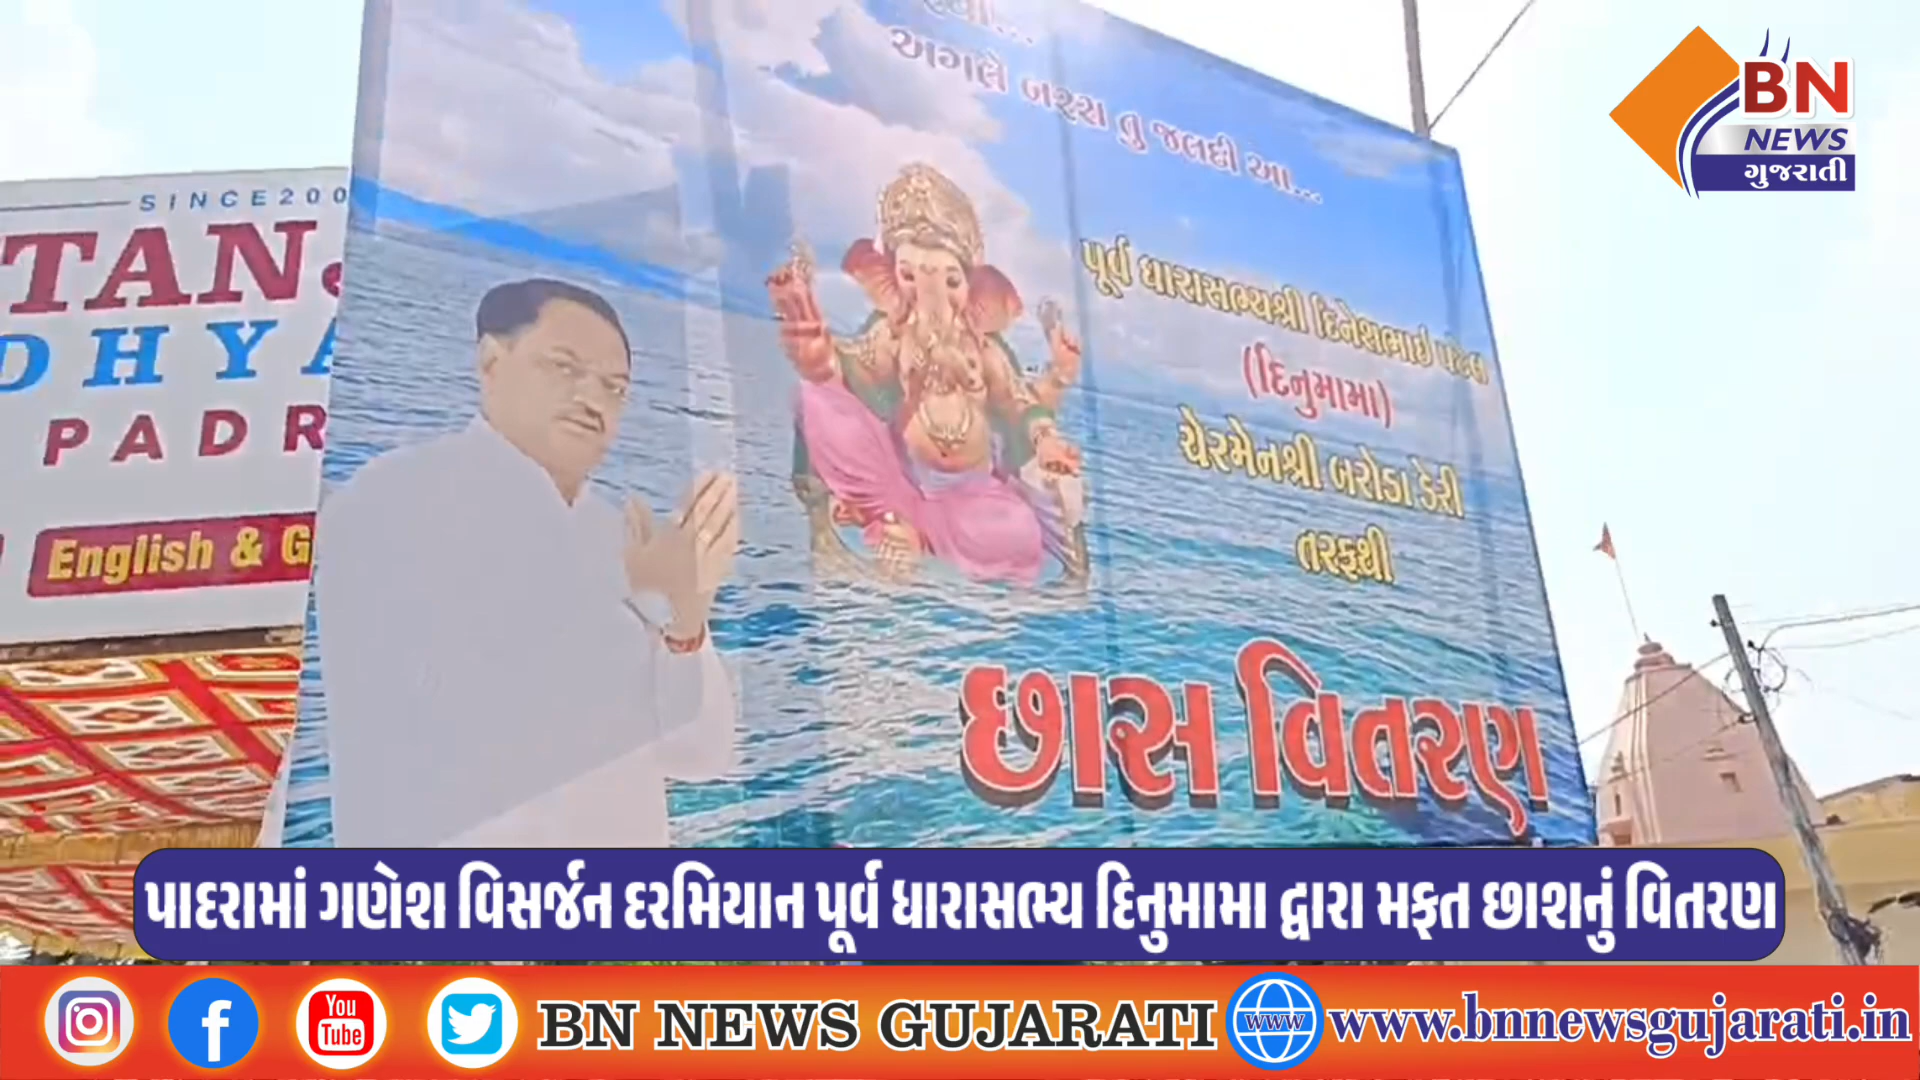 અગલે બરસ તુ જલદી આ...
BN
NEWS
ગુજરાતી
SINCE200
TAN
DHYA
PADR
English & G
પૂર્વ ધારાસભ્યશ્રી દિનેશભાઇ પટેલ
(દિનુમામા)
ચેરમેનશ્રી બરોડા ડેરી
તરફથી
છાસ વિતરણ
પાદરામાં ગણેશ વિસર્જન દરમિયાન પૂર્વ ધારાસભ્ય દિનુમામા દ્વારા મફત છાશનું વિતરણ
You
Tube
BN NEWS GUJARATI
www
www.bnnewsgujarati.in